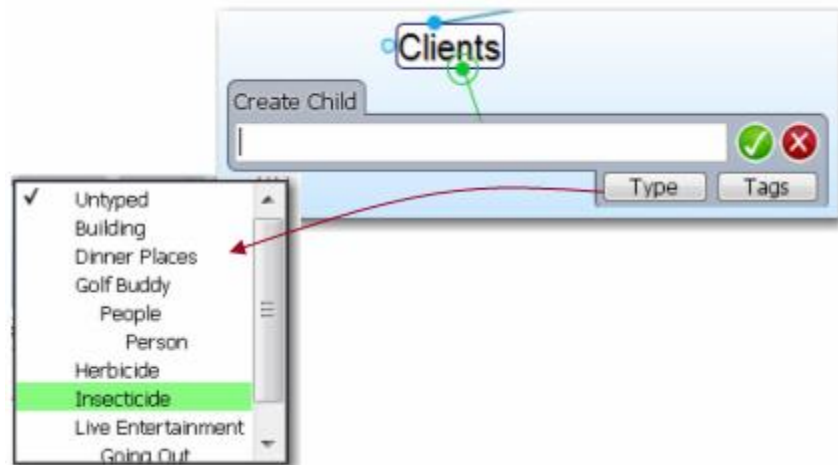 Clients
Create Child
Type Tags
Untyped
Building
Dinner Places
Golf Buddy
People
Person
Herbicide
Insecticide
Live Entertainment
Going Out